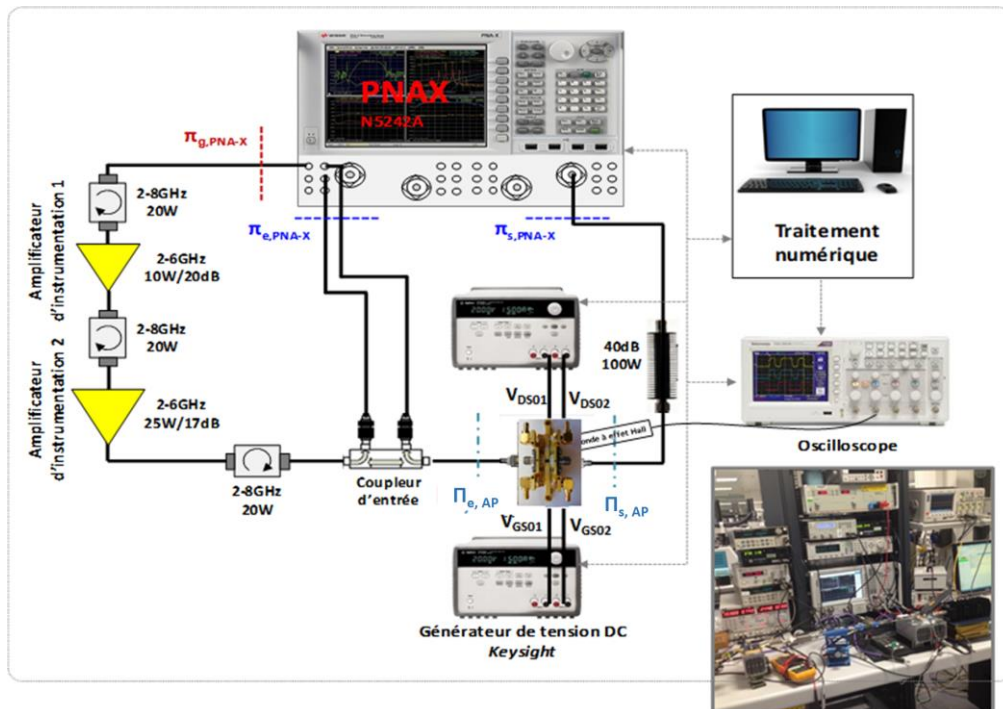 PNA-X
PNAX
N5242A
πg,PNA-X
πe,PNA-X
πs,PNA-X
2-8GHz
20W
Amplificateur
d'instrumentation 1
2-6GHz
10W/20dB
2-8GHz
20W
Amplificateur
d'instrumentation 2
2-6GHz
25W/17dB
2-8GHz
20W
Coupleur
d'entrée
Πe, AP
Πs, AP
VDS01
VDS02
VGS01
VGS02
onde à effet Hall
40dB
100W
Traitement
numérique
Oscilloscope
Générateur de tension DC
Keysight